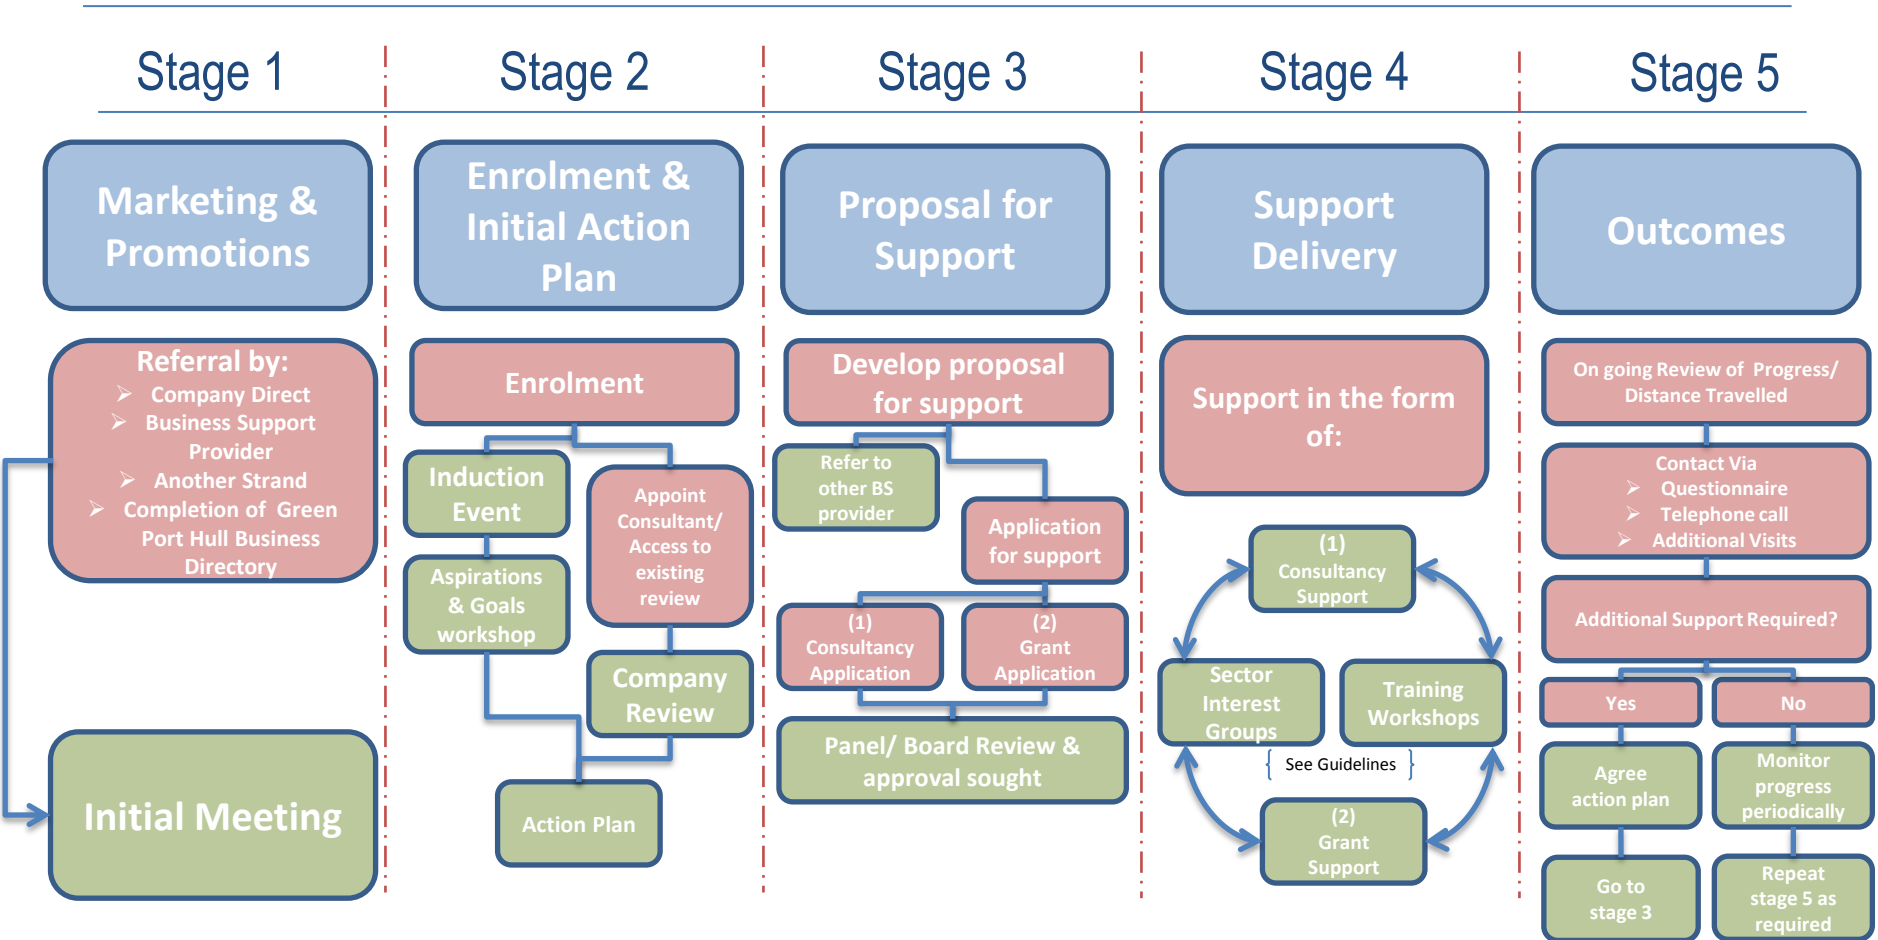 Stage 1
Stage 2
Stage 3
Stage 4
Stage 5
Marketing &
Promotions
Enrolment &
Initial Action
Plan
Proposal for
Support
Support
Delivery
Outcomes
Referral by:
➢ Company Direct
➢ Business Support
Provider
➢ Another Strand
➢ Completion of Green
Port Hull Business
Directory
Initial Meeting
Enrolment
Induction
Event
Aspirations
& Goals
workshop
Appoint
Consultant/
Access to
existing
review
Company
Review
Action Plan
Develop proposal
for support
Refer to
other BS
provider
Application
for support
(1)
Consultancy
Application
(2)
Grant
Application
Panel/ Board Review &
approval sought
Support in the form
of:
(1)
Consultancy
Support
Sector
Interest
Groups
Training
Workshops
See Guidelines
(2)
Grant
Support
On going Review of Progress/
Distance Travelled
Contact Via
➢ Questionnaire
➢ Telephone call
➢ Additional Visits
Additional Support Required?
Yes
No
Agree
action plan
Monitor
progress
periodically
Go to
stage 3
Repeat
stage 5 as
required